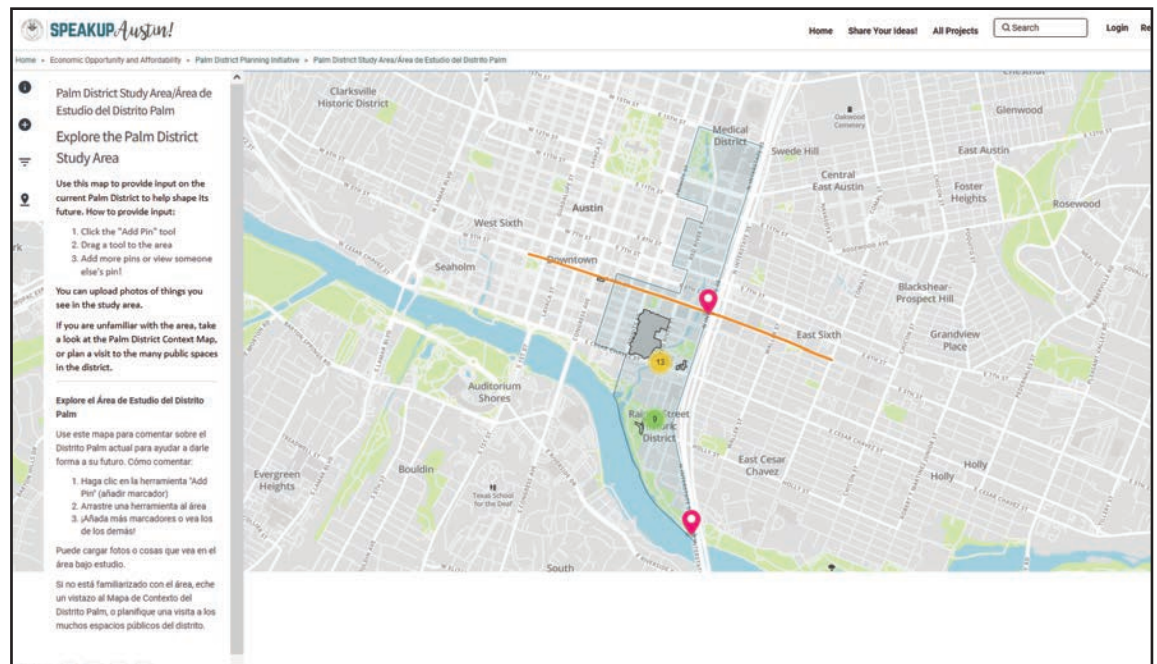 SPEAKUP Austin!
Home
Share Your Ideas!
All Projects
Search
Login
Home
Economic Opportunity and Affordability
Palm District Planning Initiative
Palm District Study Area/Área de Estudio del Distrito Palm
Palm District Study Area/Área de
Estudio del Distrito Palm
Explore the Palm District
Study Area
Use this map to provide input on the
current Palm District to help shape its
future. How to provide input:
1. Click the "Add Pin" tool
2. Drag a tool to the area
3. Add more pins or view someone
else's pin!
You can upload photos of things you
see in the study area.
If you are unfamiliar with the area, take
a look at the Palm District Context Map,
or plan a visit to the many public spaces
in the district.
Explore el Área de Estudio del Distrito
Palm
Use este mapa para comentar sobre el
Distrito Palm actual para ayudar a darle
forma a su futuro. Cómo comentar:
1. Haga clic en la herramienta "Add
Pin" (añadir marcador)
2. Arrastre una herramienta al área
3. ¡Añada más marcadores o vea los
de los demás!
Puede cargar fotos o cosas que vea en el
área bajo estudio.
Si no está familiarizado con el área, eche
un vistazo al Mapa de Contexto del
Distrito Palm, o planifique una visita a los
muchos espacios públicos del distrito.
Clarksville
Historic District
Medical
District
Oakwood
Cemetery
Glenwood
Swede Hill
East Austin
Central
East Austin
Foster
Heights
Rosewood
Austin
West Sixth
Downtown
Seaholm
Blackshear-
Prospect Hill
East Sixth
Grandview
Place
13
Auditorium
Shores
9
District
East Cesar
Chavez
Holly
Holly
Bouldin
Evergreen
Heights
Texas School
for the Deaf
South